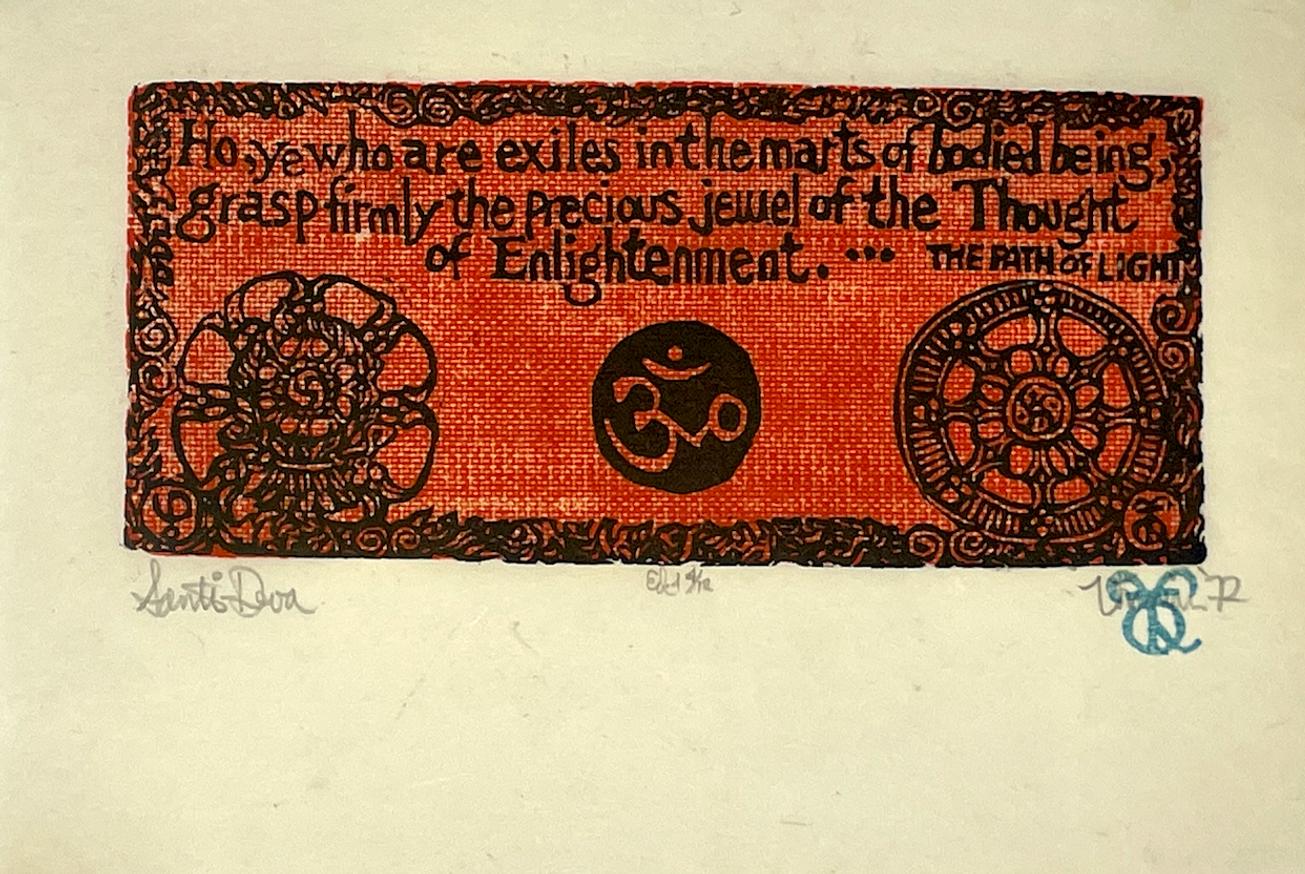 Ho, ye who are exiles in the marts of bodied being,
grasp firmly the precious jewel of the Thought
of Enlightenment. ...
THE PATH OF LIGHT
ॐ
Santi Deva
72